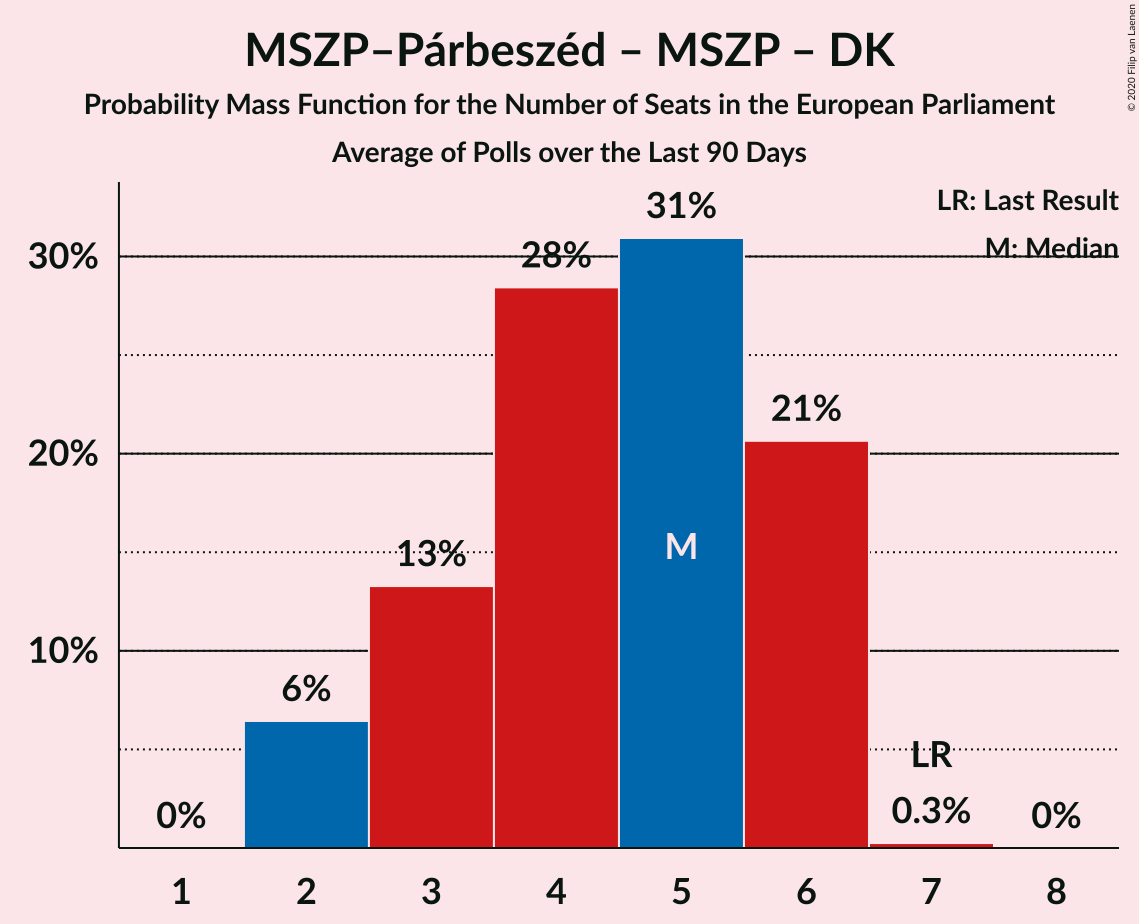 MSZP–Párbeszéd – MSZP – DK
Probability Mass Function for the Number of Seats in the European Parliament
Average of Polls over the Last 90 Days
© 2020 Filip van Laenen
LR: Last Result
M: Median
30%
20%
10%
0%
6%
13%
28%
31%
M
21%
LR
0.3%
0%
1 2 3 4 5 6 7 8